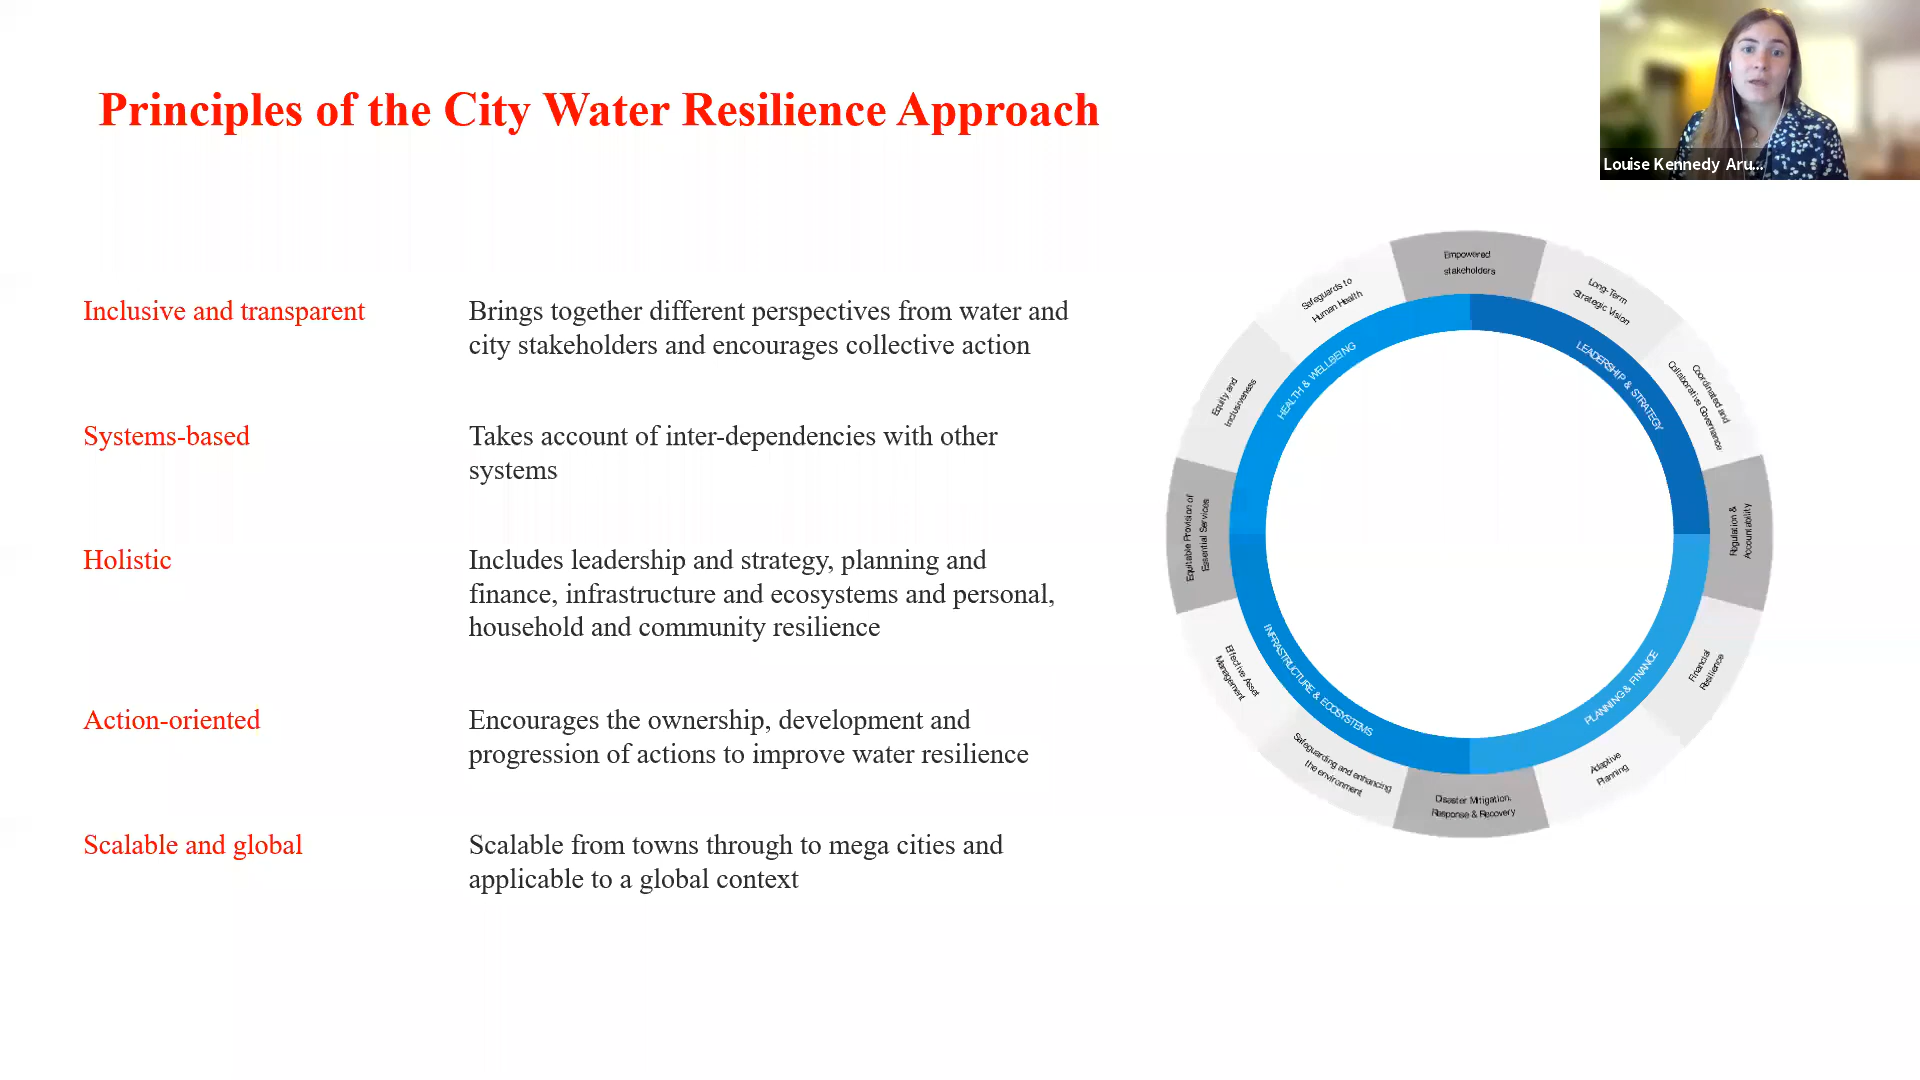 Principles of the City Water Resilience Approach
Louise Kennedy Aru...
Inclusive and transparent
Brings together different perspectives from water and
city stakeholders and encourages collective action
Systems-based
Takes account of inter-dependencies with other
systems
Holistic
Includes leadership and strategy, planning and
finance, infrastructure and ecosystems and personal,
household and community resilience
Action-oriented
Encourages the ownership, development and
progression of actions to improve water resilience
Scalable and global
Scalable from towns through to mega cities and
applicable to a global context
Empowered
stakeholders
Long-Term
Strategic Vision
Coordinated and
Collaborative Governance
Regulation &
Accountability
Financial
Resilience
Adaptive
Planning
Disaster Mitigation,
Response & Recovery
Safeguarding and enhancing
the environment
Effective Asset
Management
Equitable Provision of
Essential Services
Equity and
Inclusiveness
Safeguards to
Human Health
LEADERSHIP & STRATEGY
PLANNING & FINANCE
INFRASTRUCTURE & ECOSYSTEMS
HEALTH & WELLBEING